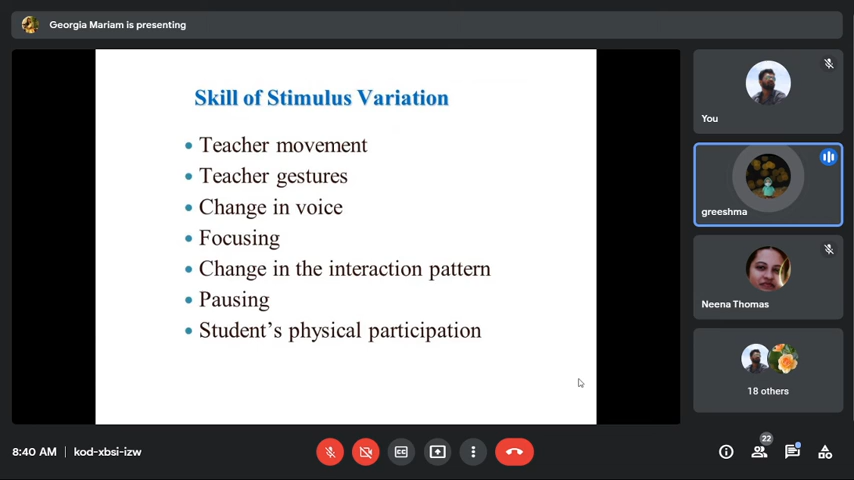 Georgia Mariam is presenting
Skill of Stimulus Variation
• Teacher movement
• Teacher gestures
• Change in voice
• Focusing
• Change in the interaction pattern
• Pausing
• Student's physical participation
You
greeshma
Neena Thomas
18 others
8:40 AM | kod-xbsi-izw
CC
22